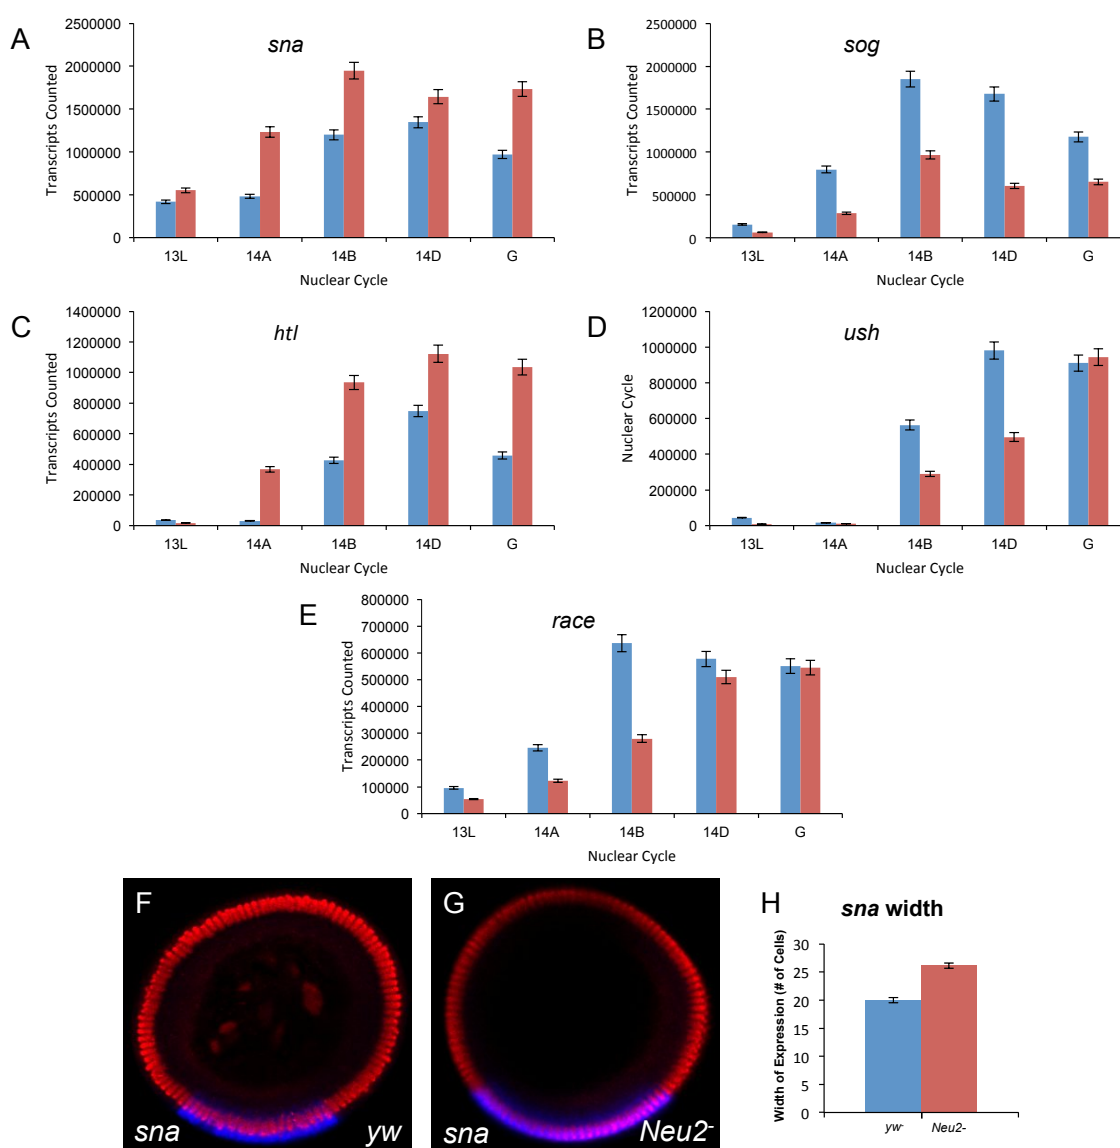 A
sna
Transcripts Counted
2500000
2000000
1500000
1000000
500000
0
13L 14A 14B 14D G
Nuclear Cycle
B
sog
Transcripts Counted
2500000
2000000
1500000
1000000
500000
0
13L 14A 14B 14D G
Nuclear Cycle
C
htl
Transcripts Counted
1400000
1200000
1000000
800000
600000
400000
200000
0
13L 14A 14B 14D G
Nuclear Cycle
D
ush
Nuclear Cycle
1200000
1000000
800000
600000
400000
200000
0
13L 14A 14B 14D G
Nuclear Cycle
E
race
Transcripts Counted
800000
700000
600000
500000
400000
300000
200000
100000
0
13L 14A 14B 14D G
Nuclear Cycle
F
sna yw
G
sna Neu2-
H
sna width
Width of Expression (# of Cells)
30
25
20
15
10
5
0
yw- Neu2-